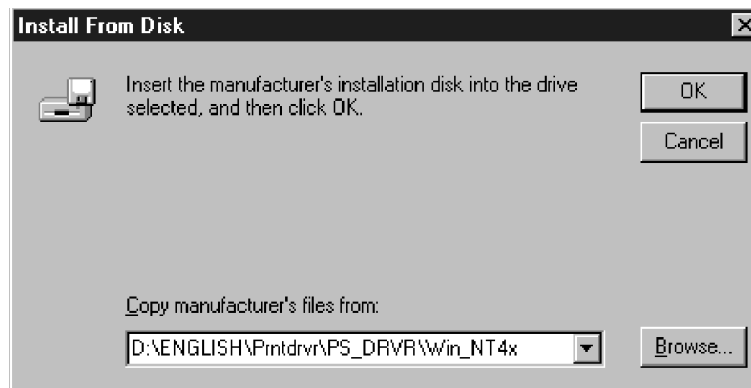 Install From Disk
Insert the manufacturer's installation disk into the drive
selected, and then click OK.
OK
Cancel
Copy manufacturer's files from:
D:\ENGLISH\Prntdrvr\PS_DRVR\Win_NT4x
Browse...